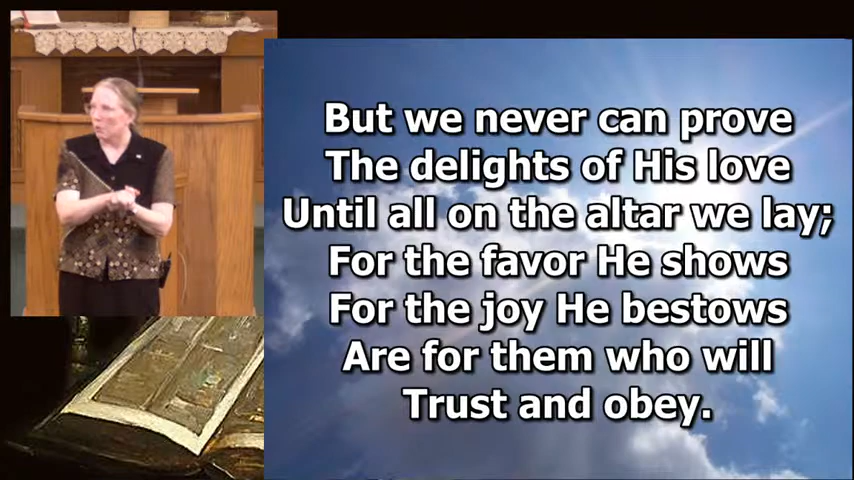 But we never can prove
The delights of His love
Until all on the altar we lay;
For the favor He shows
For the joy He bestows
Are for them who will
Trust and obey.